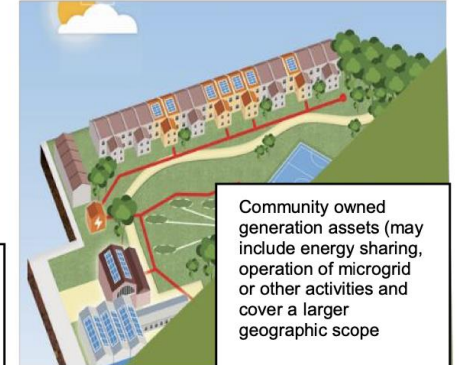 Community owned
generation assets (may
include energy sharing,
operation of microgrid
or other activities and
cover a larger
geographic scope